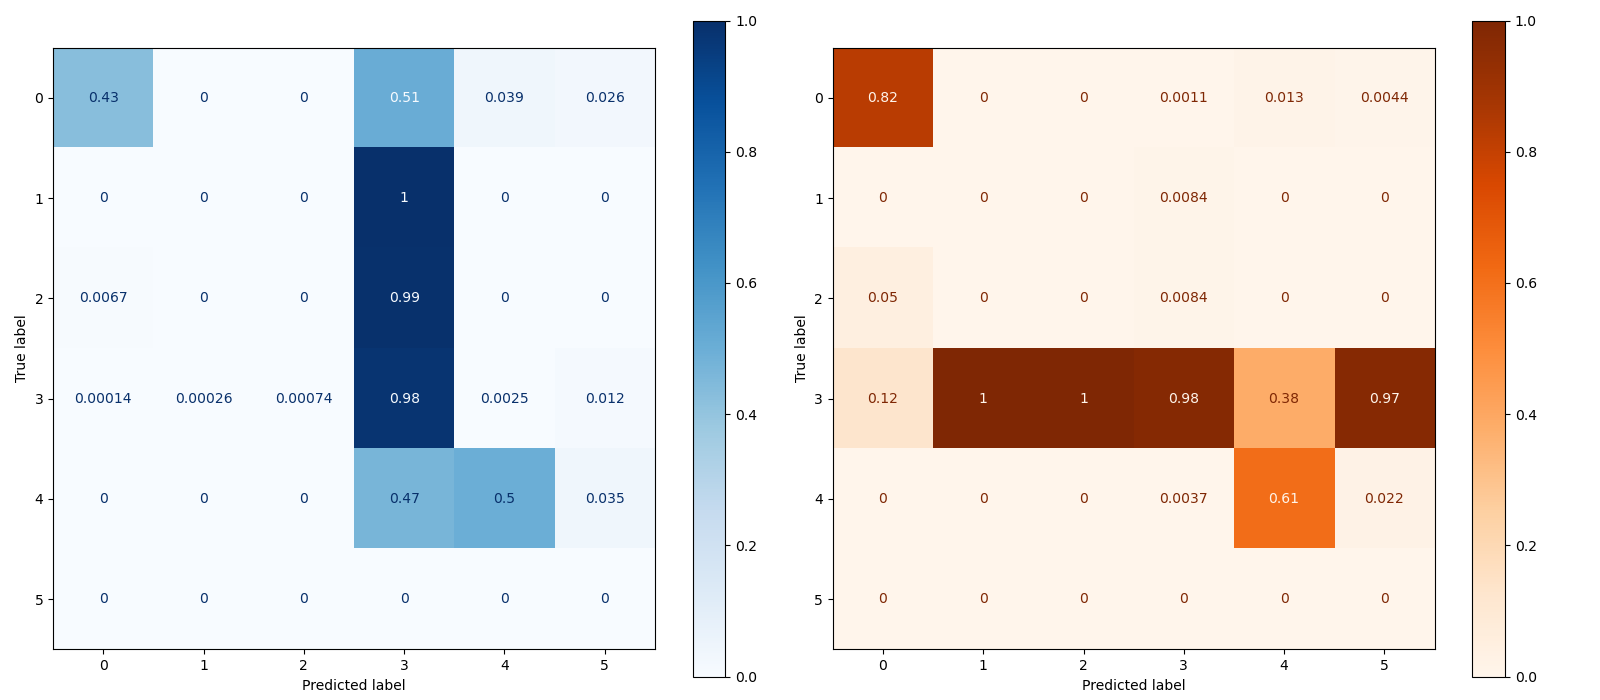 1.0
0 0.43 0 0 0.51 0.039 0.026
0.8
1 0 0 0 1 0 0
0.6
2 0.0067 0 0 0.99 0 0
True label
3 0.00014 0.00026 0.00074 0.98 0.0025 0.012
0.4
4 0 0 0 0.47 0.5 0.035
0.2
5 0 0 0 0 0 0
0.0
0 1 2 3 4 5
Predicted label
1.0
0 0.82 0 0 0.0011 0.013 0.0044
0.8
1 0 0 0 0.0084 0 0
0.6
2 0.05 0 0 0.0084 0 0
True label
3 0.12 1 1 0.98 0.38 0.97
0.4
4 0 0 0 0.0037 0.61 0.022
0.2
5 0 0 0 0 0 0
0.0
0 1 2 3 4 5
Predicted label